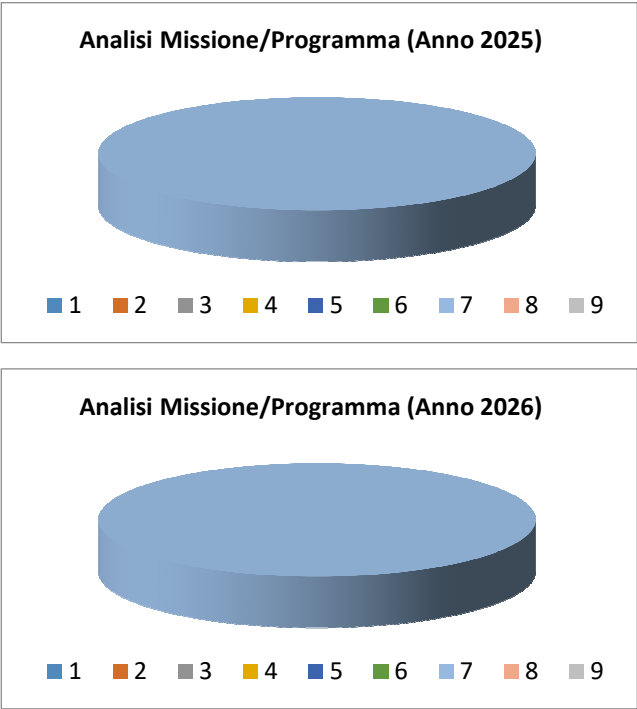 Analisi Missione/Programma (Anno 2025)
1 2 3 4 5 6 7 8 9
Analisi Missione/Programma (Anno 2026)
1 2 3 4 5 6 7 8 9